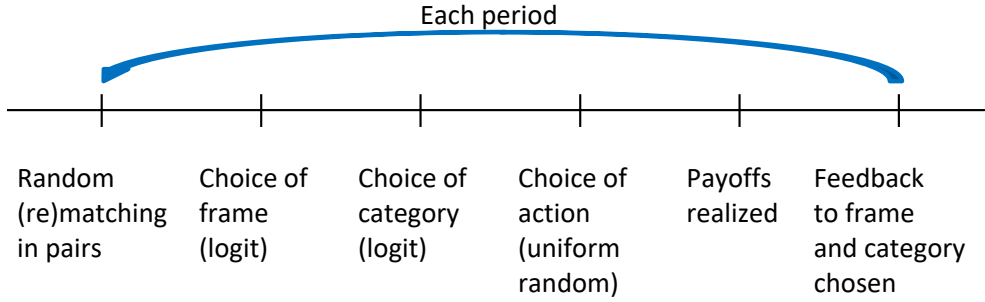 Each period
Random
(re)matching
in pairs
Choice of
frame
(logit)
Choice of
category
(logit)
Choice of
action
(uniform
random)
Payoffs
realized
Feedback
to frame
and category
chosen